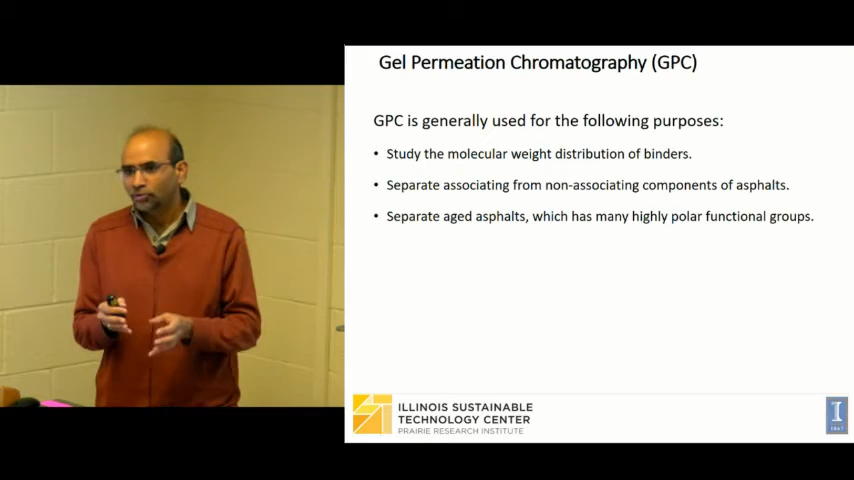 Gel Permeation Chromatography (GPC)
GPC is generally used for the following purposes:
• Study the molecular weight distribution of binders.
• Separate associating from non-associating components of asphalts.
• Separate aged asphalts, which has many highly polar functional groups.
ILLINOIS SUSTAINABLE
TECHNOLOGY CENTER
PRAIRIE RESEARCH INSTITUTE
I
1867